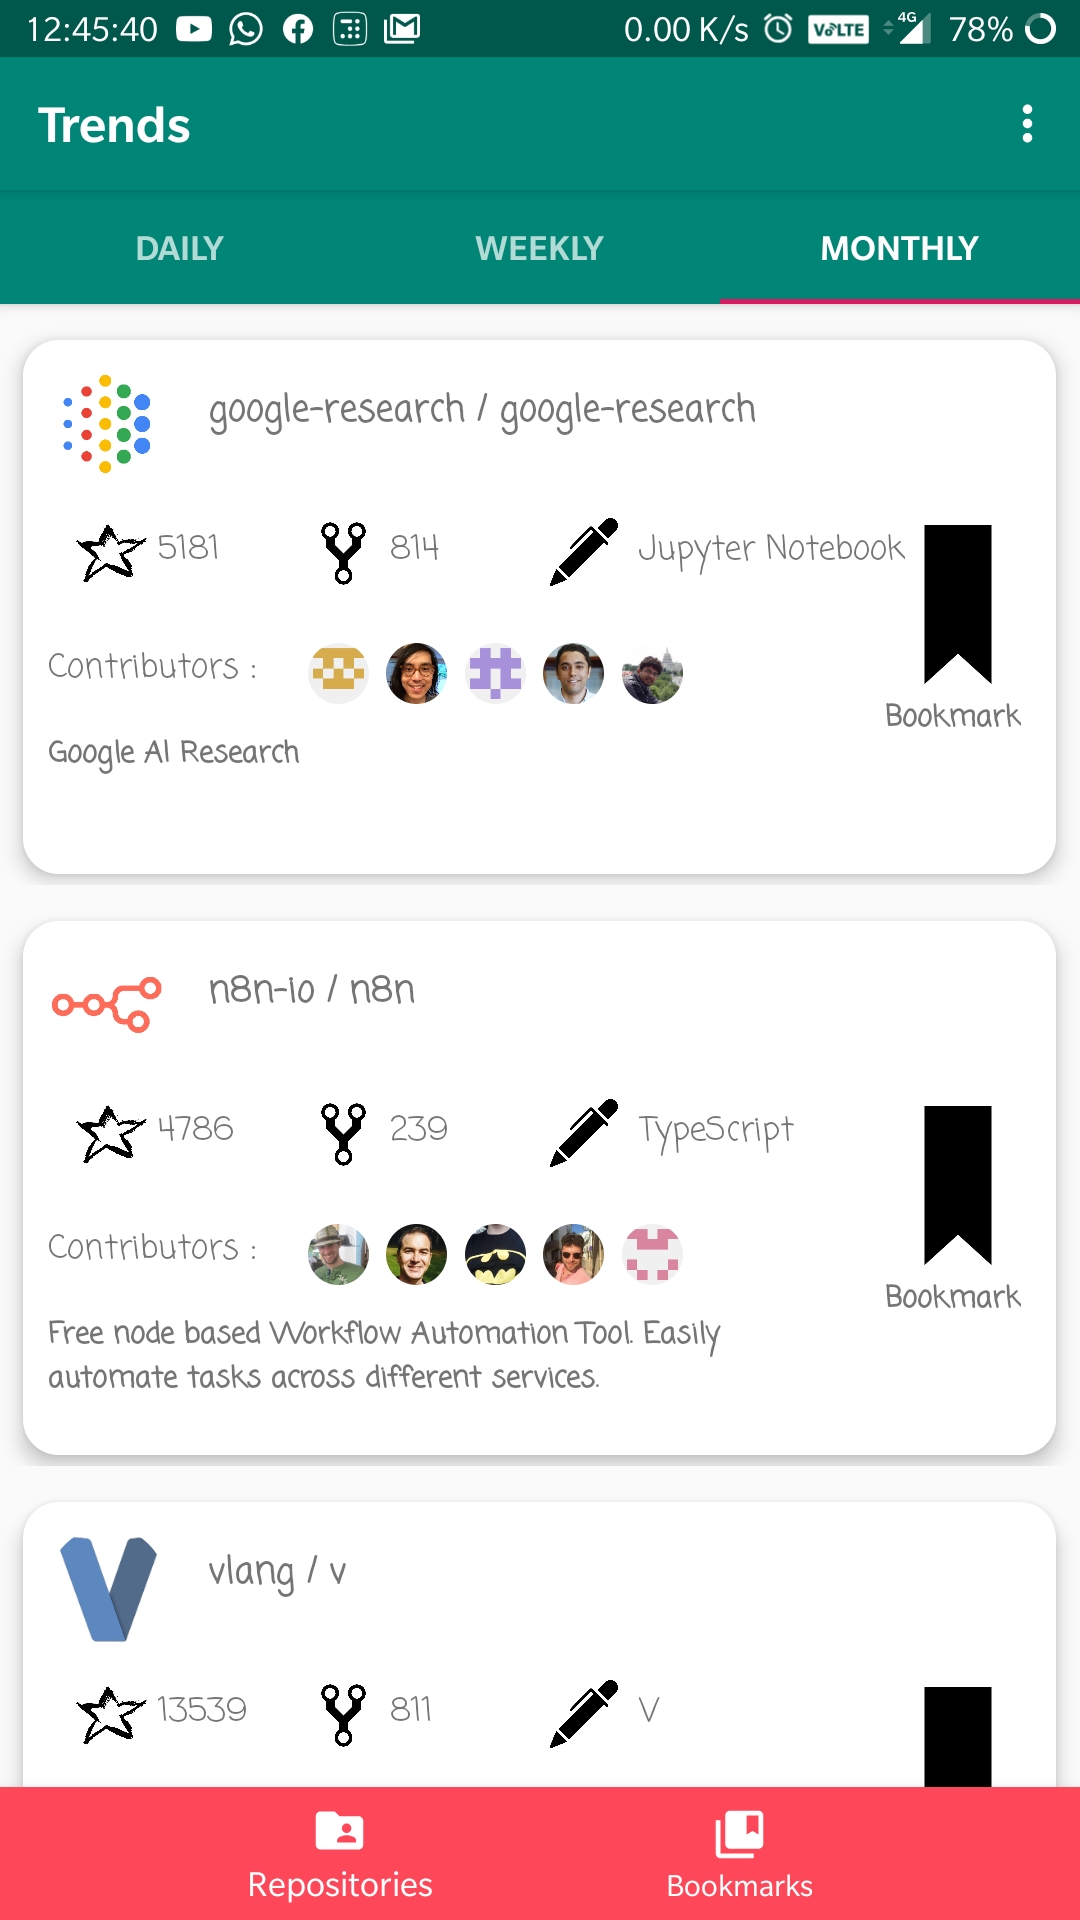 12:45:40 0.00 K/s VoLTE 4G 78%
Trends
DAILY WEEKLY MONTHLY
google-research / google-research
5181 814 Jupyter Notebook
Contributors :
Bookmark
Google AI Research
n8n-io / n8n
4786 239 TypeScript
Contributors :
Bookmark
Free node based Workflow Automation Tool. Easily
automate tasks across different services.
vlang / v
13539 811 V
Repositories Bookmarks